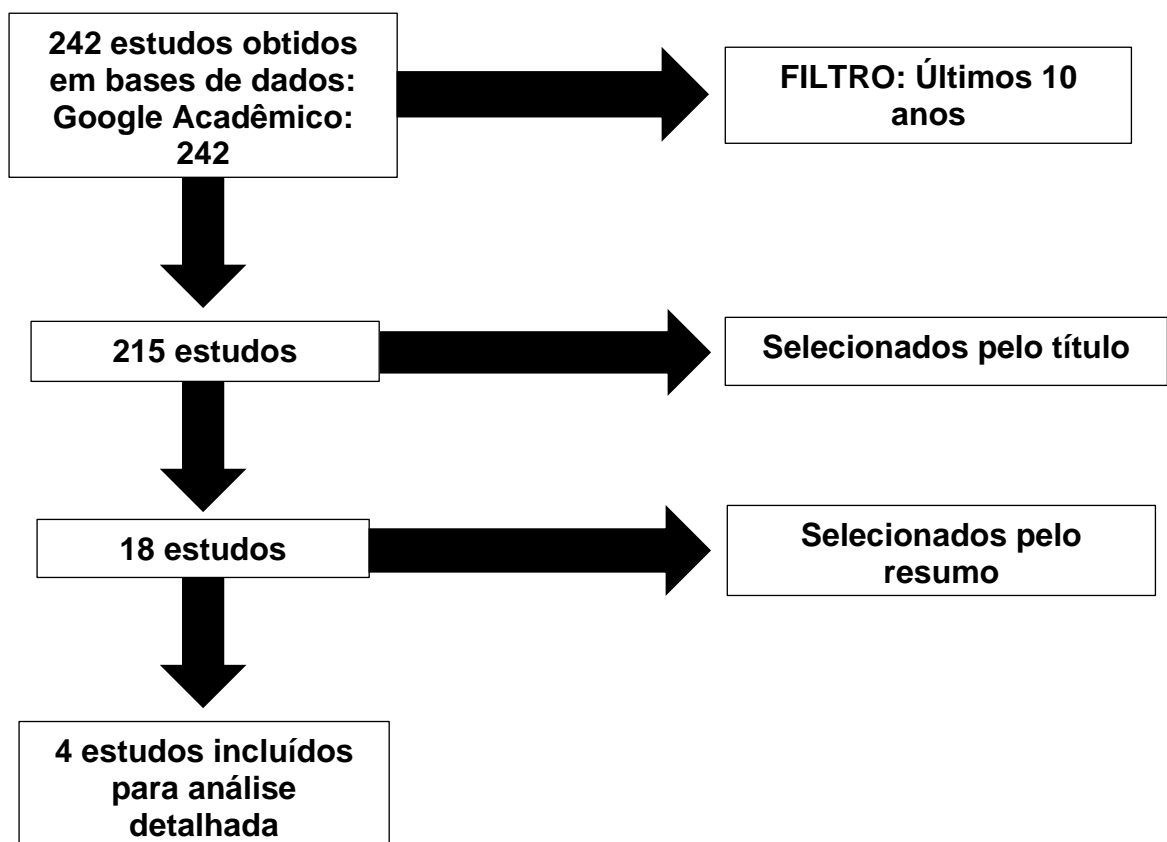 242 estudos obtidos
em bases de dados:
Google Acadêmico:
242
FILTRO: Últimos 10
anos
215 estudos
Selecionados pelo título
18 estudos
Selecionados pelo
resumo
4 estudos incluídos
para análise
detalhada